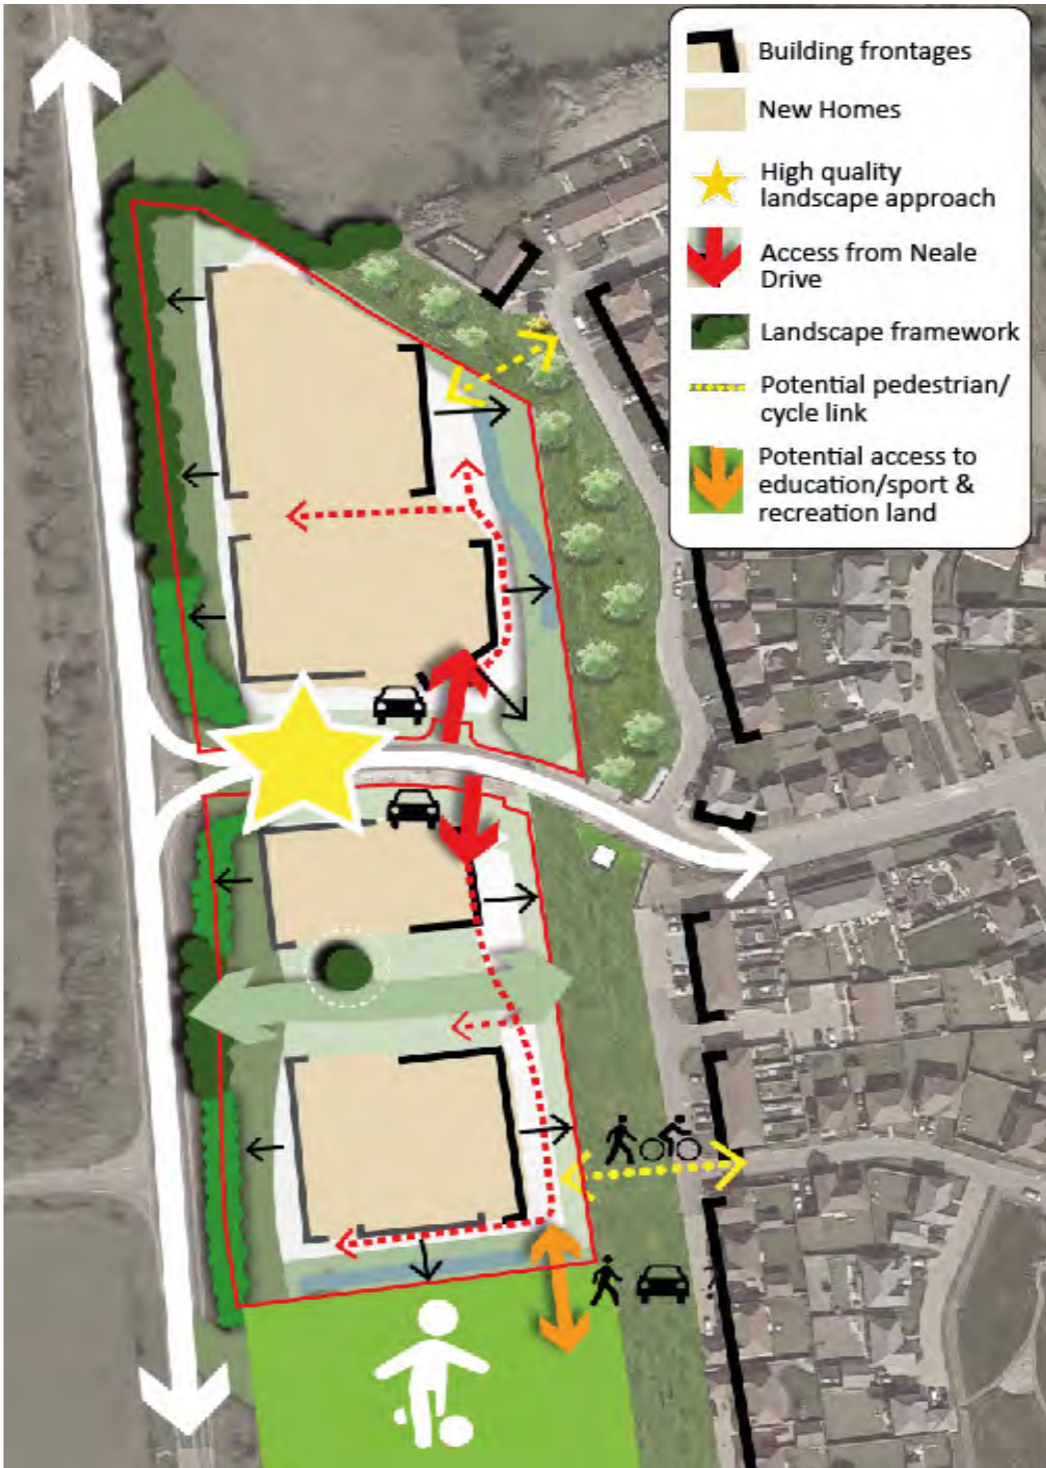 Building frontages
New Homes
High quality
landscape approach
Access from Neale
Drive
Landscape framework
Potential pedestrian/
cycle link
Potential access to
education/sport &
recreation land